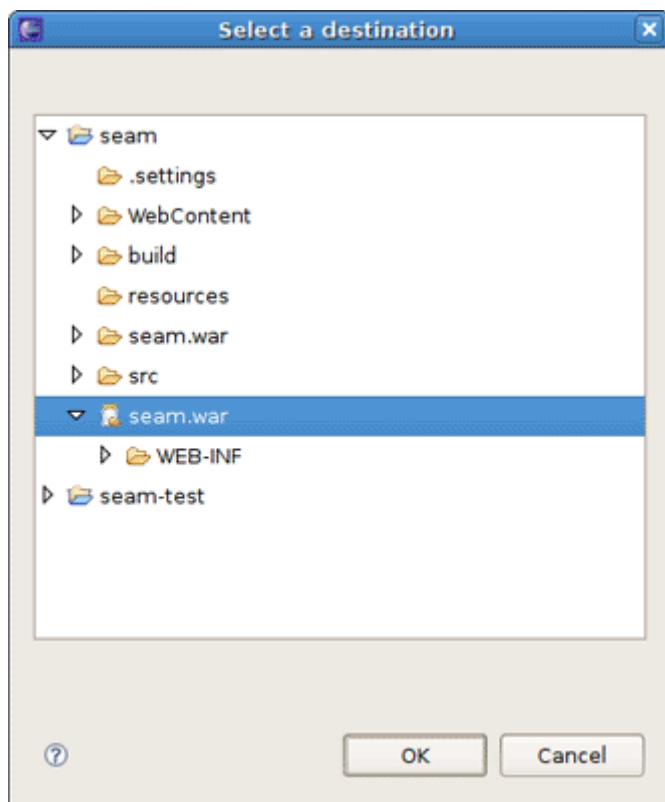 Select a destination
seam
.settings
WebContent
build
resources
seam.war
src
seam.war
WEB-INF
seam-test
?
OK
Cancel